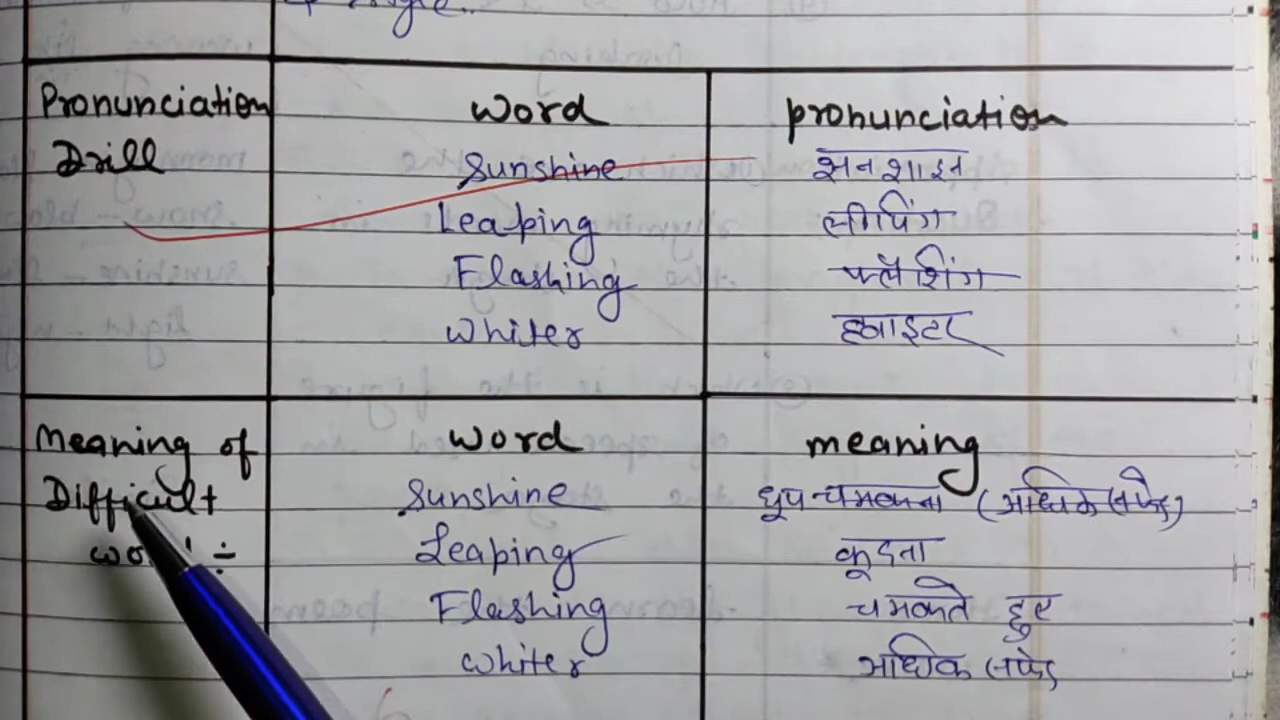 Pronunciation word pronunciation
Drill Sunshine सनशाइन
Leaping लीपिंग
Flashing फ्लैशिंग
Whiter ह्वाइटर
Meaning of word meaning
Difficult Sunshine धूप चमकना (अधिक सफेद)
Leaping कूदता
Flashing चमकते हुए
Whiter अधिक सफेद